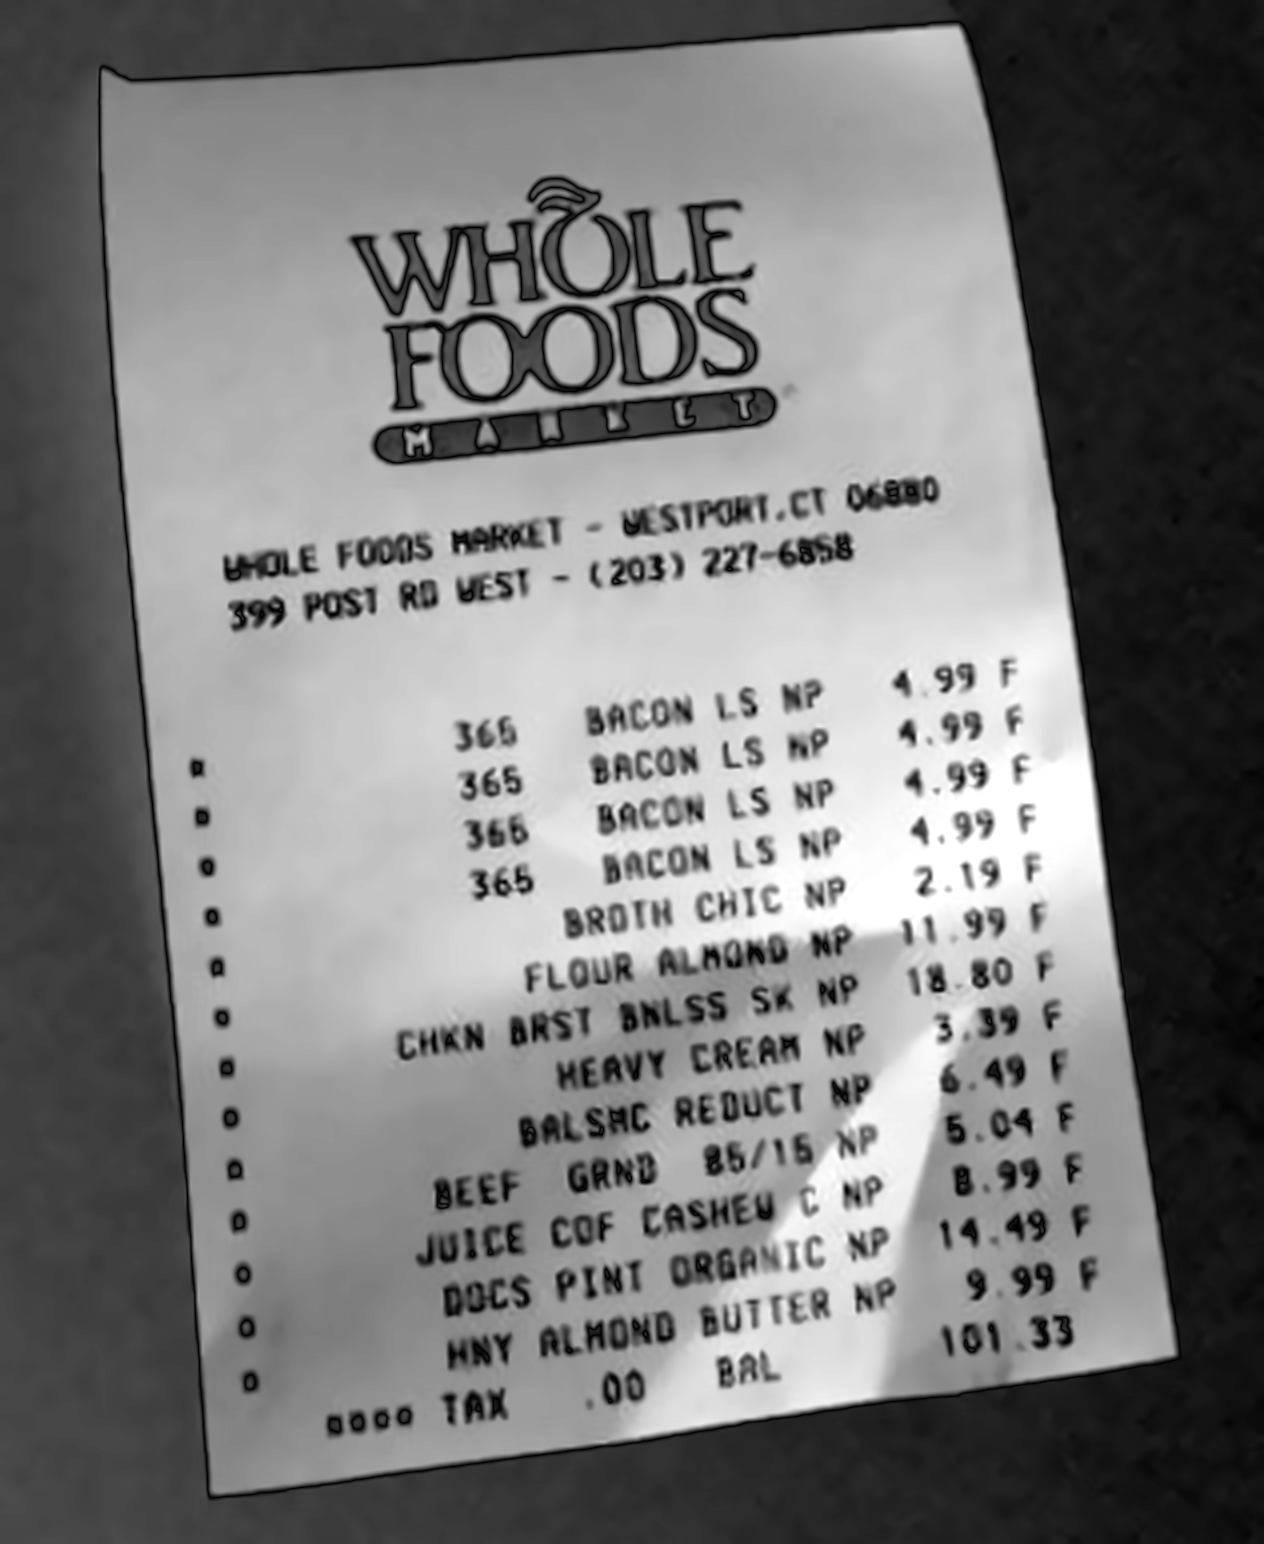 WHOLE
FOODS
MARKET
WHOLE FOODS MARKET - WESTPORT.CT 06880
399 POST RD WEST - (203) 227-6858
365 BACON LS NP 4.99 F
365 BACON LS NP 4.99 F
365 BACON LS NP 4.99 F
365 BACON LS NP 4.99 F
BROTH CHIC NP 2.19 F
FLOUR ALMOND NP 11.99 F
CHKN BRST BNLSS SK NP 18.80 F
HEAVY CREAM NP 3.39 F
BALSMC REDUCT NP 6.49 F
BEEF GRND 85/15 NP 5.04 F
JUICE COF CASHEW C NP 8.99 F
DOCS PINT ORGANIC NP 14.49 F
HNY ALMOND BUTTER NP 9.99 F
TAX .00 BAL 101.33